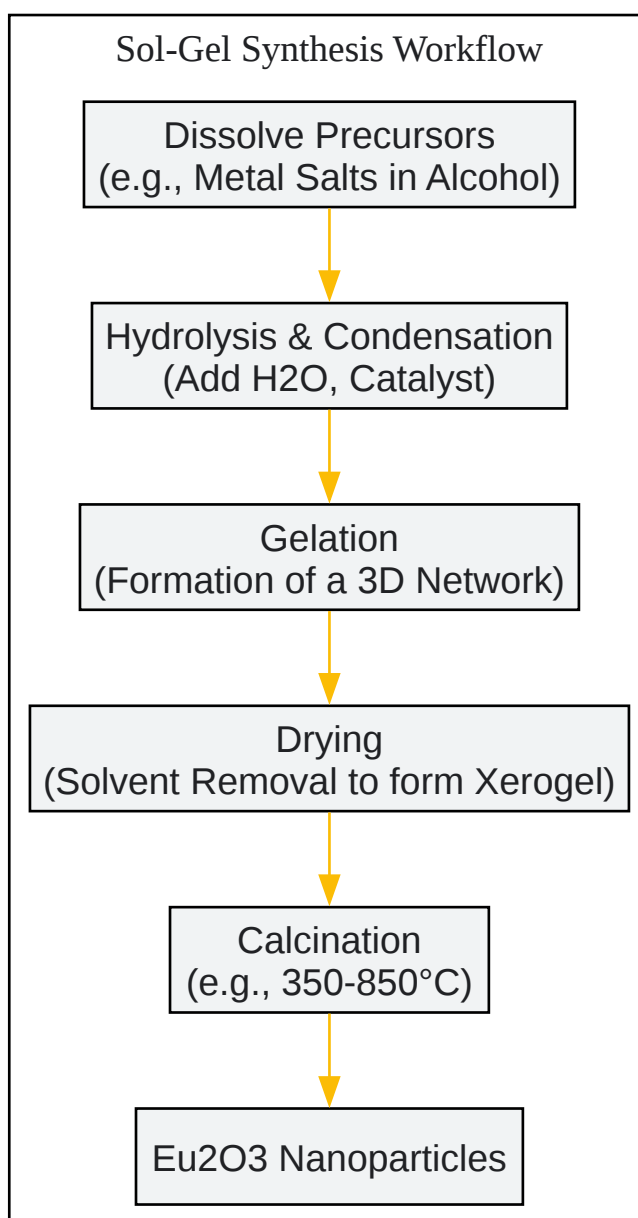 Sol-Gel Synthesis Workflow
Dissolve Precursors
(e.g., Metal Salts in Alcohol)
Hydrolysis & Condensation
(Add H2O, Catalyst)
Gelation
(Formation of a 3D Network)
Drying
(Solvent Removal to form Xerogel)
Calcination
(e.g., 350-850°C)
Eu2O3 Nanoparticles